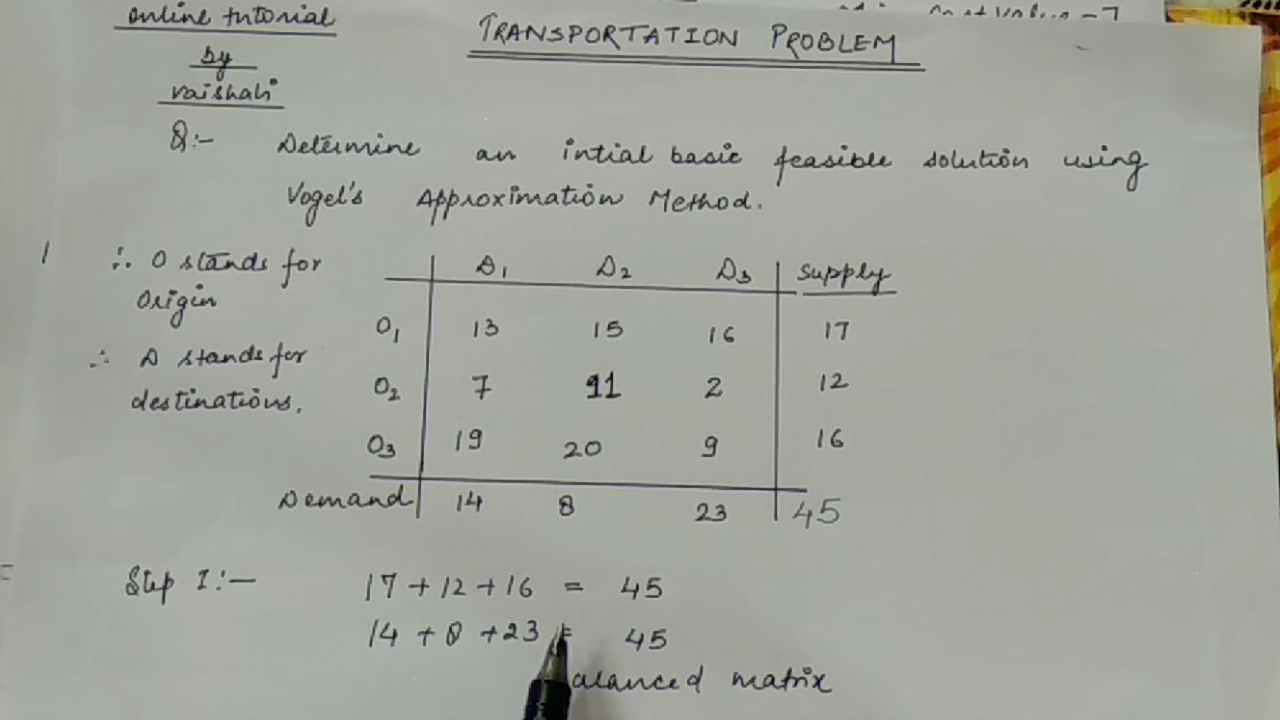 online tutorial
by
vaishali
TRANSPORTATION PROBLEM
Q:- Determine an intial basic feasible solution using
Vogel's Approximation Method.
∴ O stands for
Origin
∴ D stands for
destinations.
D1 D2 D3 Supply
O1 13 15 16 17
O2 7 11 2 12
O3 19 20 9 16
Demand 14 8 23 45
Step I:- 17 + 12 + 16 = 45
14 + 8 + 23 = 45
alanced matrix